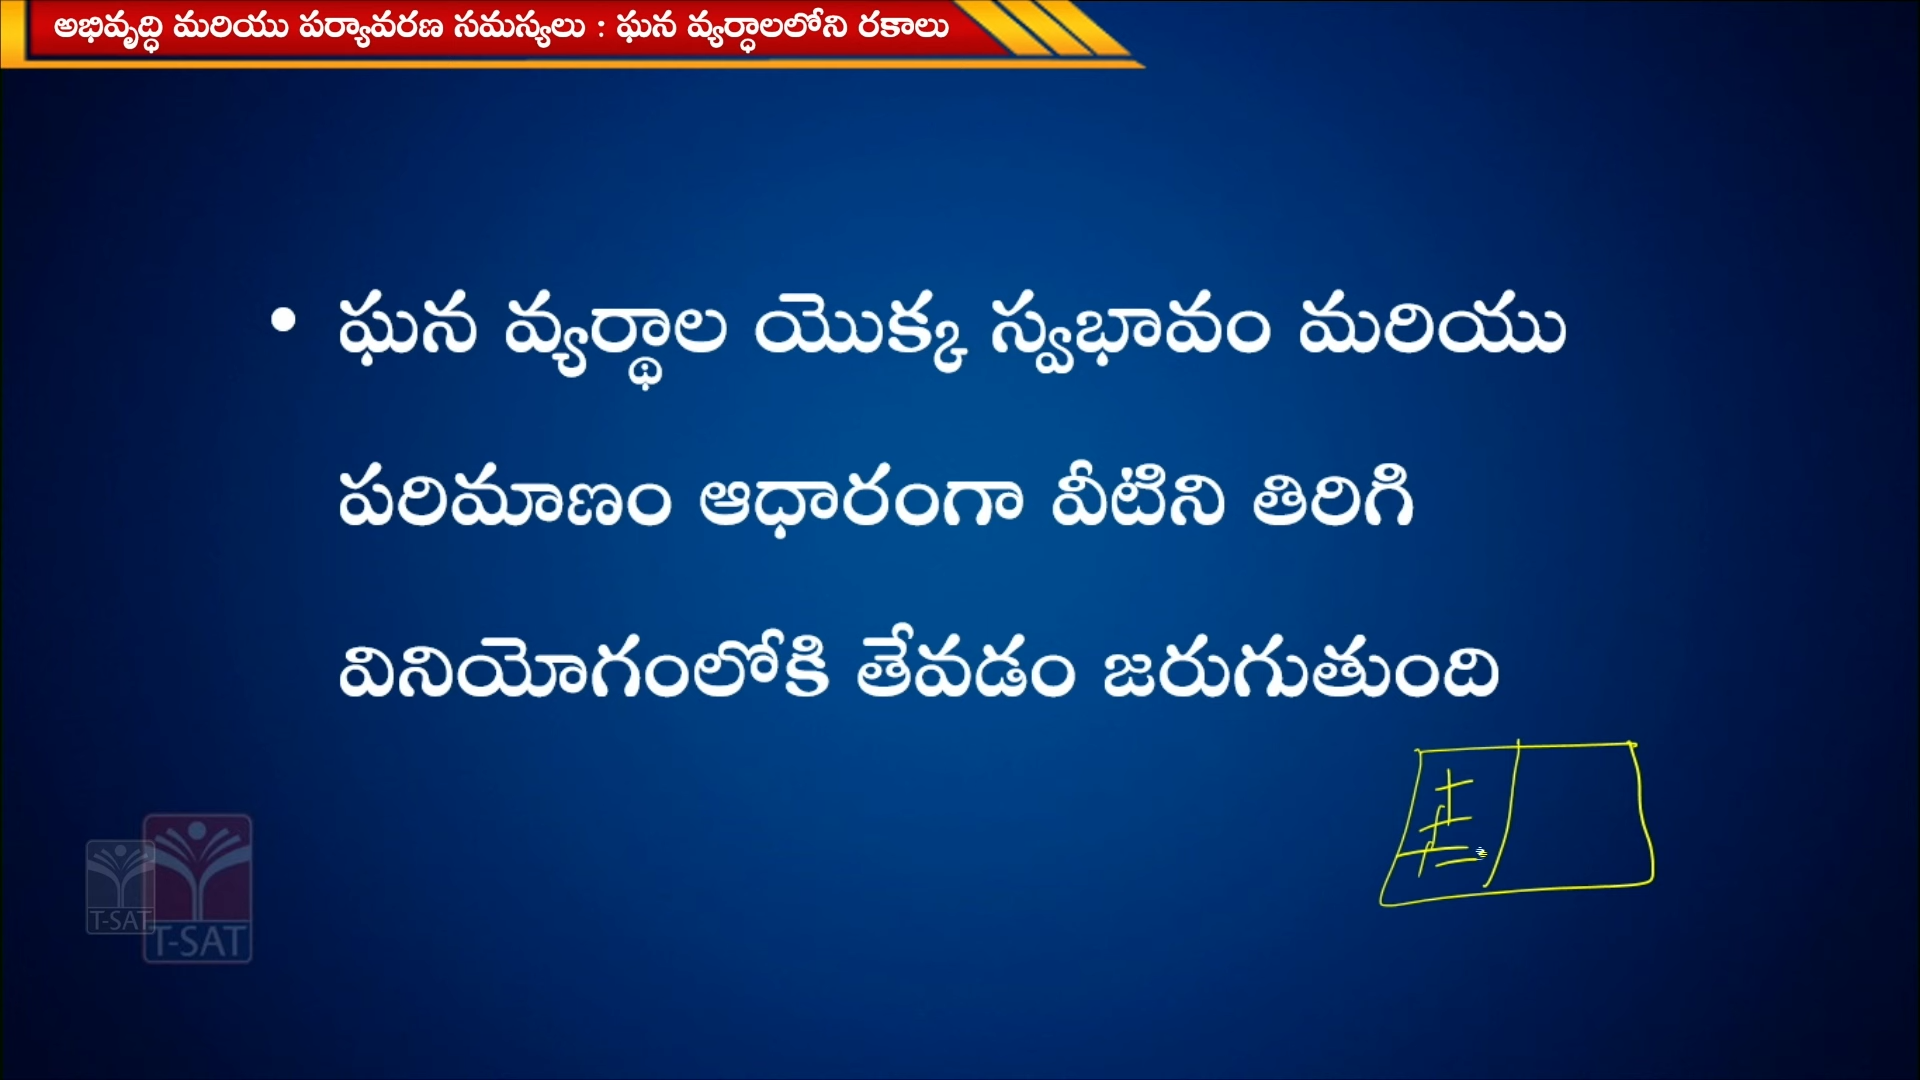 అభివృద్ధి మరియు పర్యావరణ సమస్యలు : ఘన వ్యర్ధాలలోని రకాలు
• ఘన వ్యర్థాల యొక్క స్వభావం మరియు
పరిమాణం ఆధారంగా వీటిని తిరిగి
వినియోగంలోకి తేవడం జరుగుతుంది
T-SAT
T-SAT